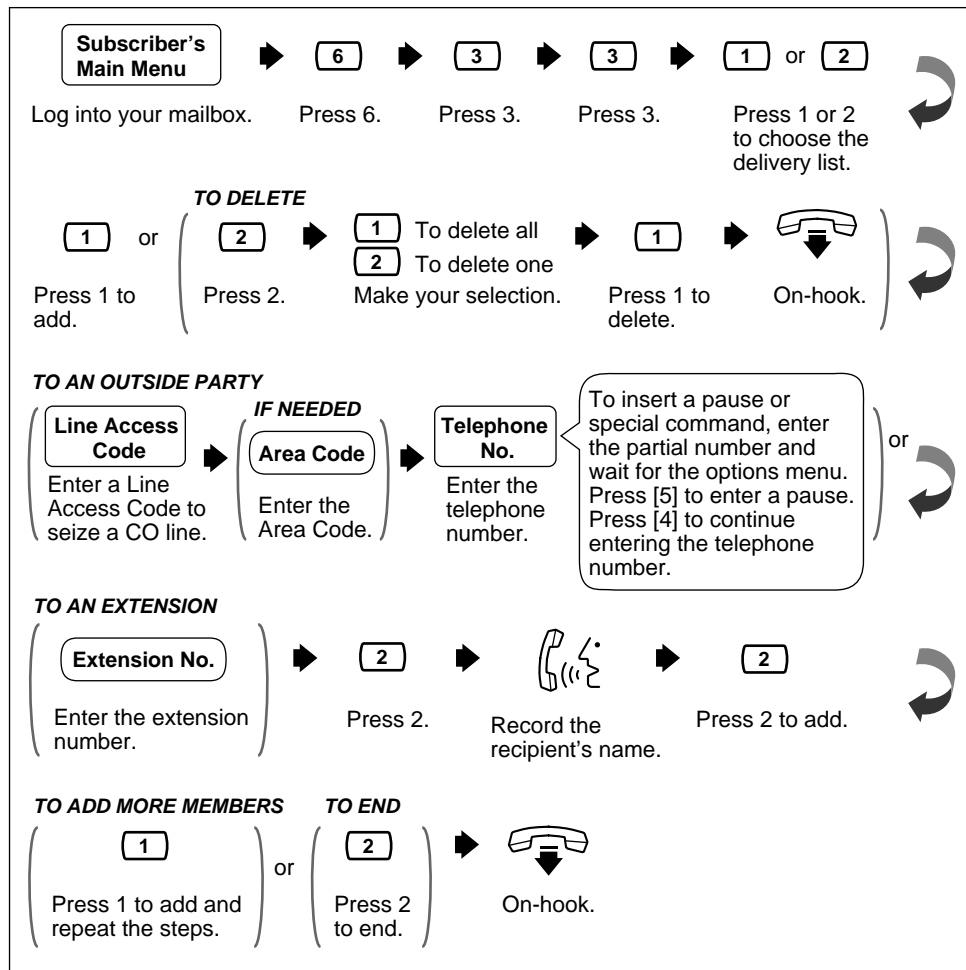 Subscriber's
Main Menu
6
3
3
1 or 2
Log into your mailbox.
Press 6.
Press 3.
Press 3.
Press 1 or 2
to choose the
delivery list.
TO DELETE
1 or
2
1 To delete all
2 To delete one
1
Press 1 to
add.
Press 2.
Make your selection.
Press 1 to
delete.
On-hook.
TO AN OUTSIDE PARTY
Line Access
Code
Enter a Line
Access Code to
seize a CO line.
IF NEEDED
Area Code
Enter the
Area Code.
Telephone
No.
Enter the
telephone
number.
To insert a pause or
special command, enter
the partial number and
wait for the options menu.
Press [5] to enter a pause.
Press [4] to continue
entering the telephone
number.
or
TO AN EXTENSION
Extension No.
Enter the extension
number.
2
Press 2.
Record the
recipient's name.
2
Press 2 to add.
TO ADD MORE MEMBERS
1
Press 1 to add and
repeat the steps.
or
TO END
2
Press 2
to end.
On-hook.